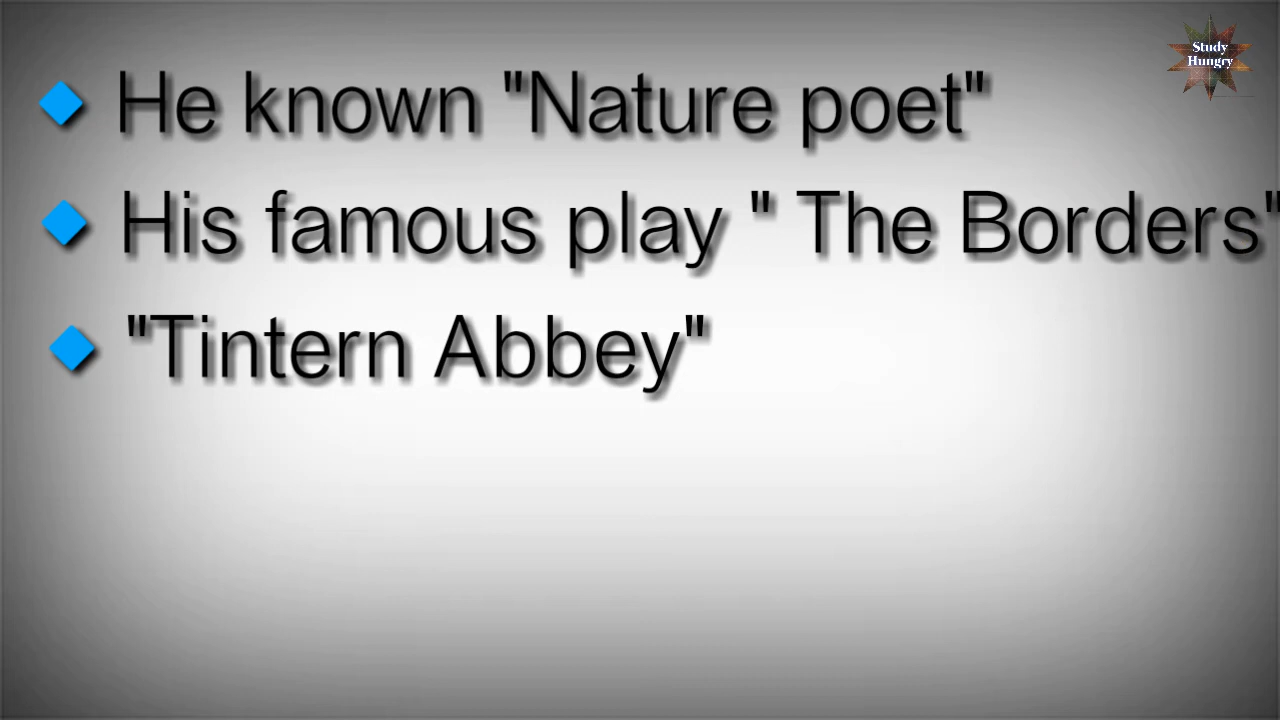 Study
Hungry
He known "Nature poet"
His famous play " The Borders"
"Tintern Abbey"